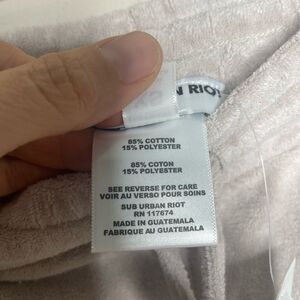 N RIOT
85% COTTON
15% POLYESTER
85% COTON
15% POLYESTER
SEE REVERSE FOR CARE
VOIR AU VERSO POUR SOINS
SUB URBAN RIOT
RN 117674
MADE IN GUATEMALA
FABRIQUE AU GUATEMALA